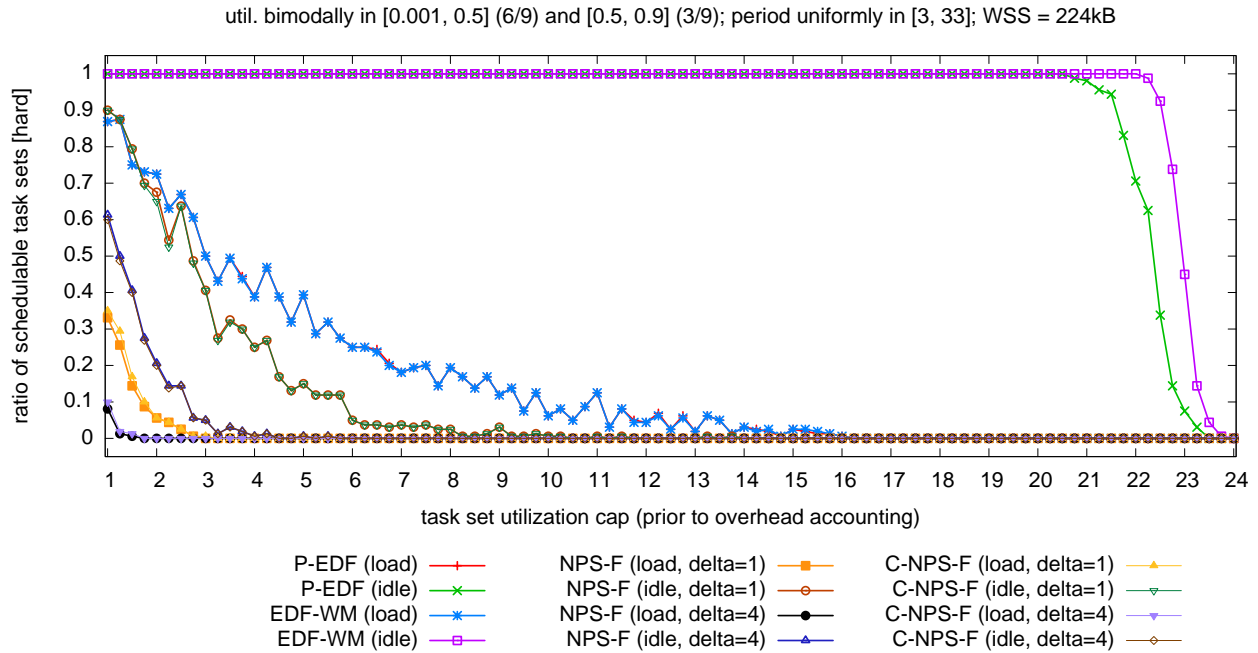 util. bimodally in [0.001, 0.5] (6/9) and [0.5, 0.9] (3/9); period uniformly in [3, 33]; WSS = 224kB
ratio of schedulable task sets [hard]
1
0.9
0.8
0.7
0.6
0.5
0.4
0.3
0.2
0.1
0
1 2 3 4 5 6 7 8 9 10 11 12 13 14 15 16 17 18 19 20 21 22 23 24
task set utilization cap (prior to overhead accounting)
P-EDF (load) NPS-F (load, delta=1) C-NPS-F (load, delta=1)
P-EDF (idle) NPS-F (idle, delta=1) C-NPS-F (idle, delta=1)
EDF-WM (load) NPS-F (load, delta=4) C-NPS-F (load, delta=4)
EDF-WM (idle) NPS-F (idle, delta=4) C-NPS-F (idle, delta=4)